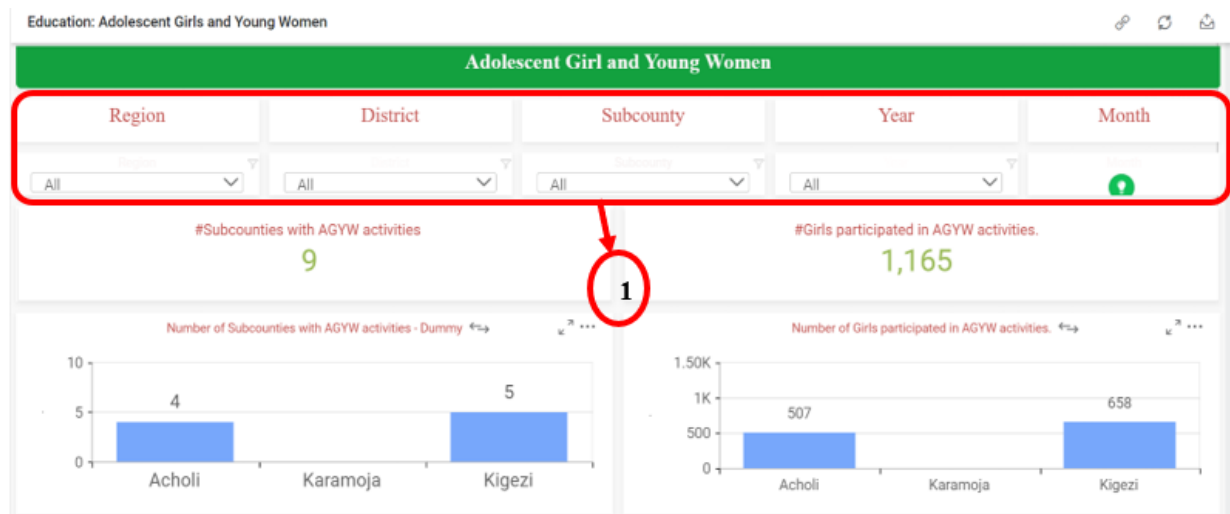 Education: Adolescent Girls and Young Women
Adolescent Girl and Young Women
Region District Subcounty Year Month
Region Subcounty
All All All All
#Subcounties with AGYW activities #Girls participated in AGYW activities.
9 1,165
1
Number of Subcounties with AGYW activities - Dummy Number of Girls participated in AGYW activities.
10
5
0
4 5
Acholi Karamoja Kigezi
1.50K
1K
500
0
507 658
Acholi Karamoja Kigezi